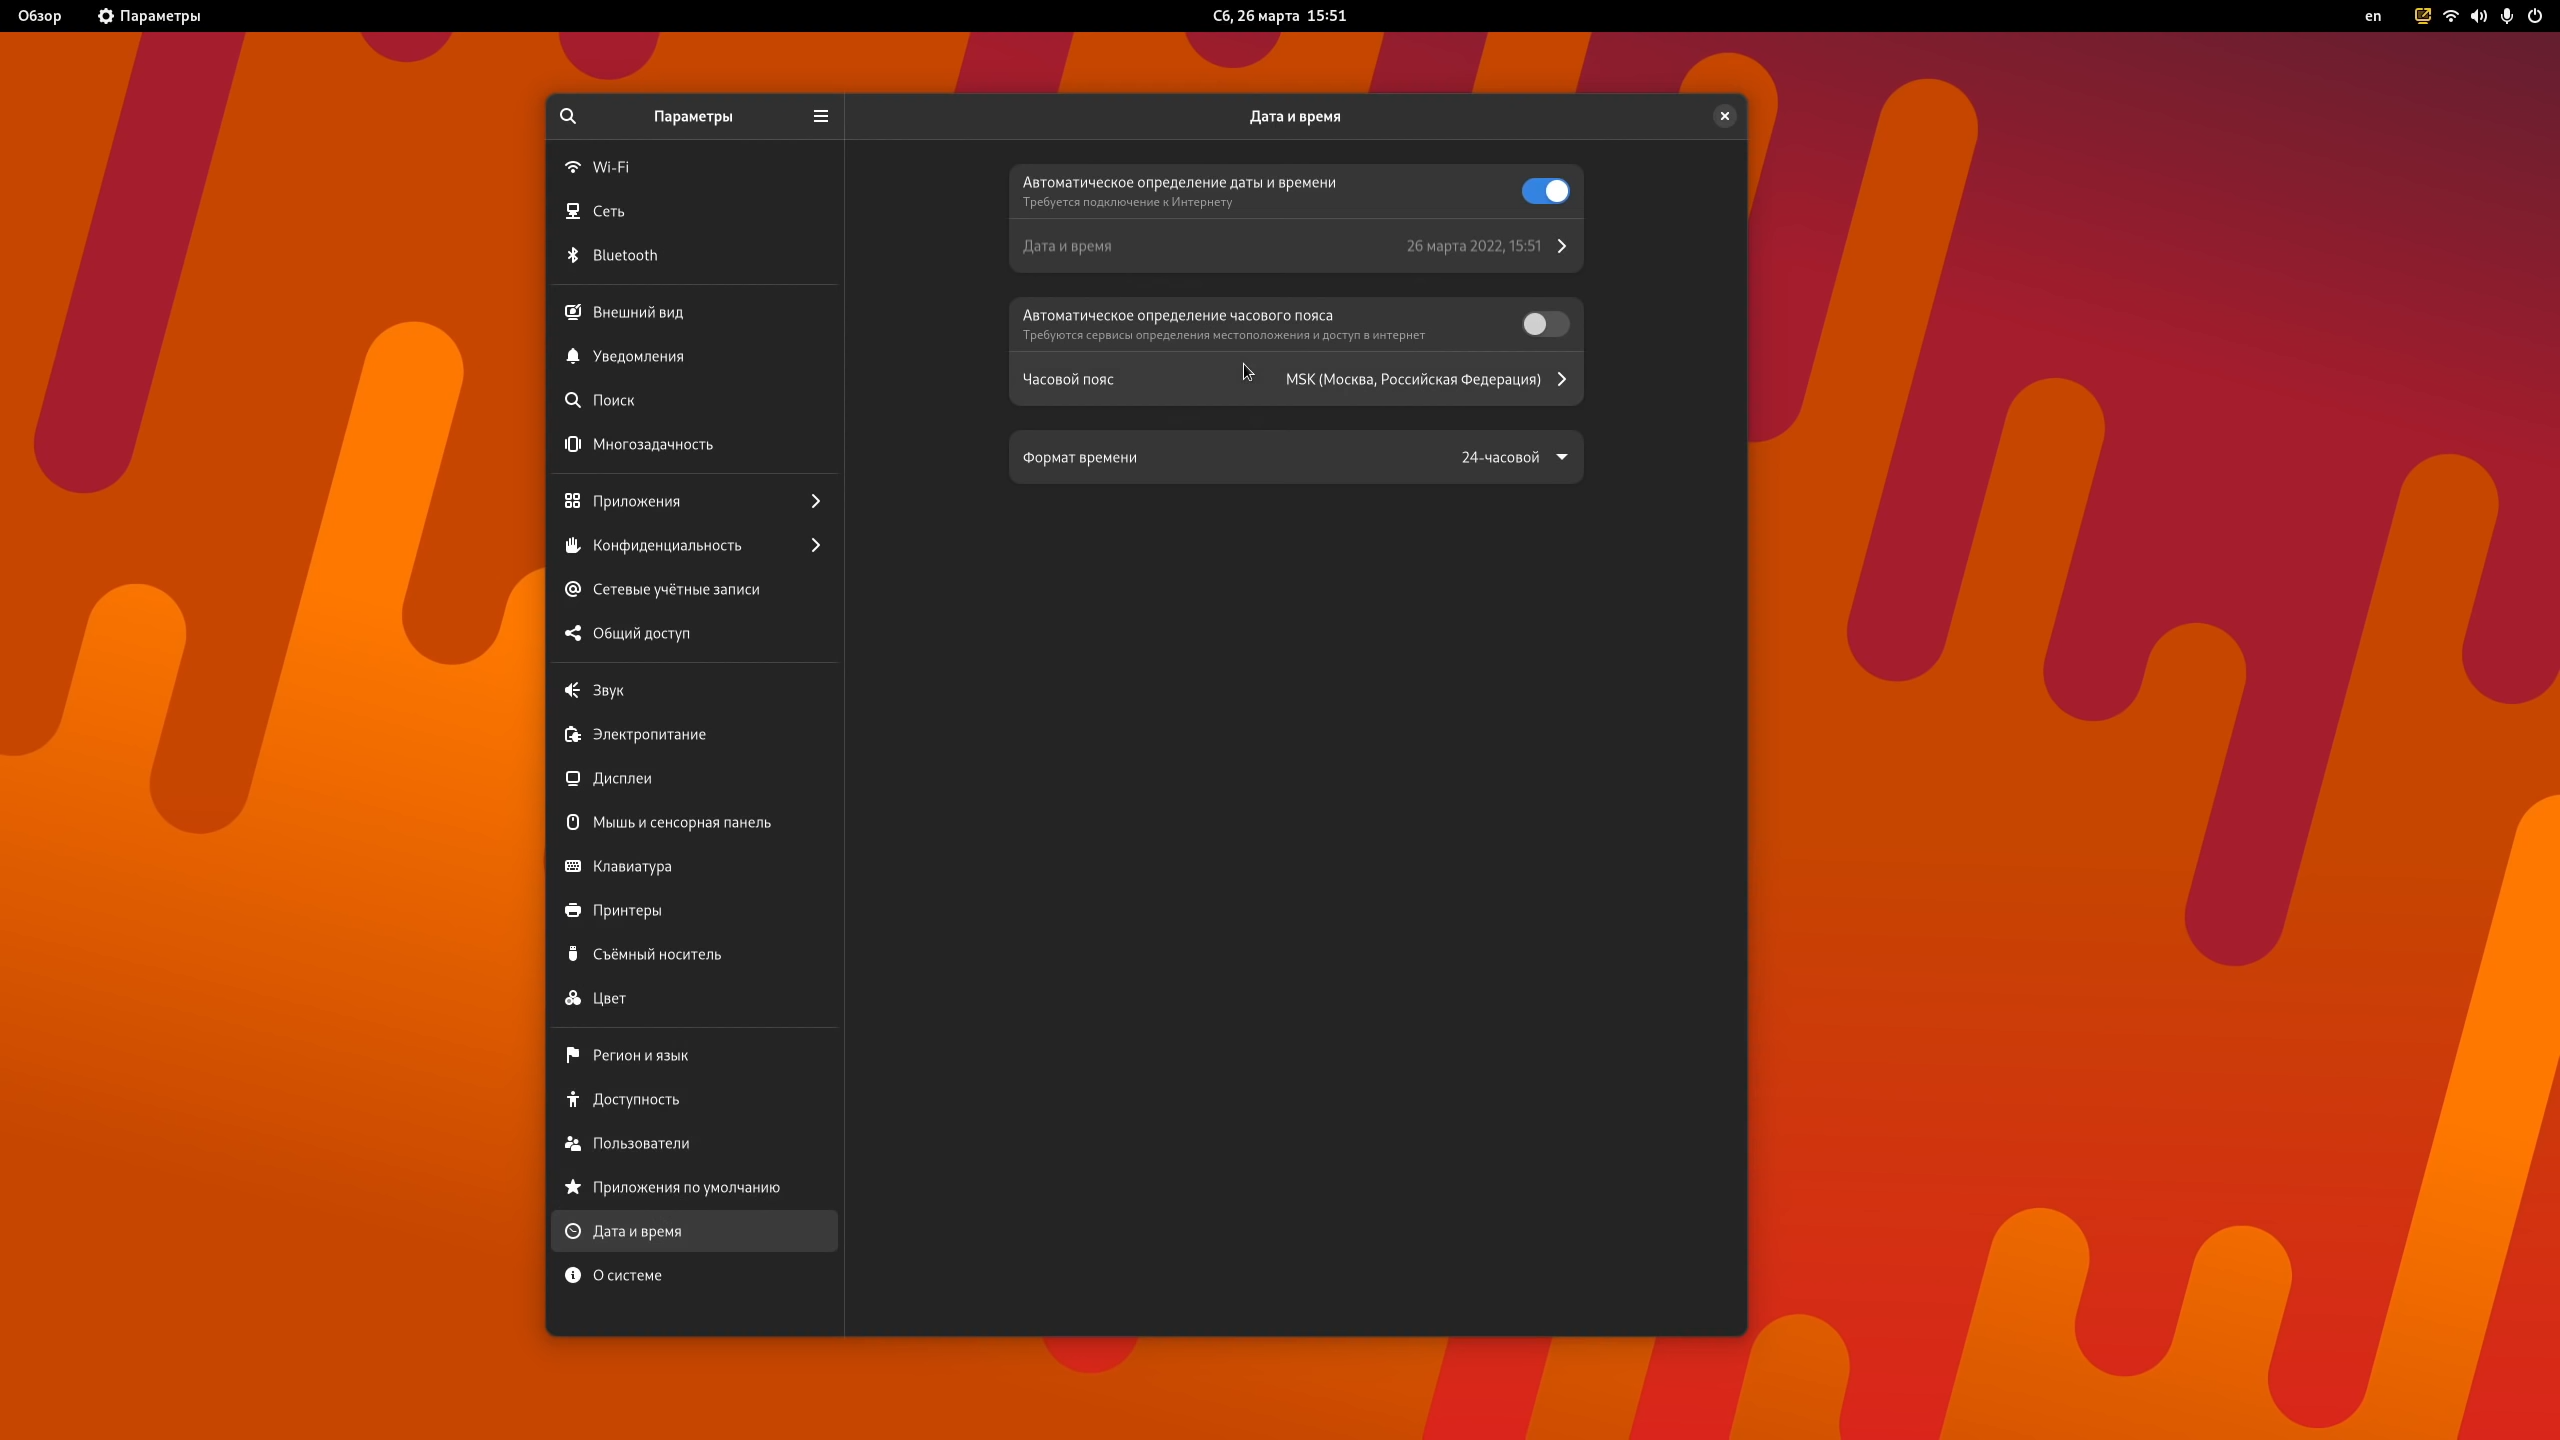 Обзор
Параметры
Сб, 26 марта 15:51
en
Параметры
Дата и время
Wi-Fi
Сеть
Bluetooth
Внешний вид
Уведомления
Поиск
Многозадачность
Приложения
Конфиденциальность
Сетевые учётные записи
Общий доступ
Звук
Электропитание
Дисплеи
Мышь и сенсорная панель
Клавиатура
Принтеры
Съёмный носитель
Цвет
Регион и язык
Доступность
Пользователи
Приложения по умолчанию
Дата и время
О системе
Автоматическое определение даты и времени
Требуется подключение к Интернету
Дата и время 26 марта 2022, 15:51
Автоматическое определение часового пояса
Требуются сервисы определения местоположения и доступ в интернет
Часовой пояс MSK (Москва, Российская Федерация)
Формат времени 24-часовой